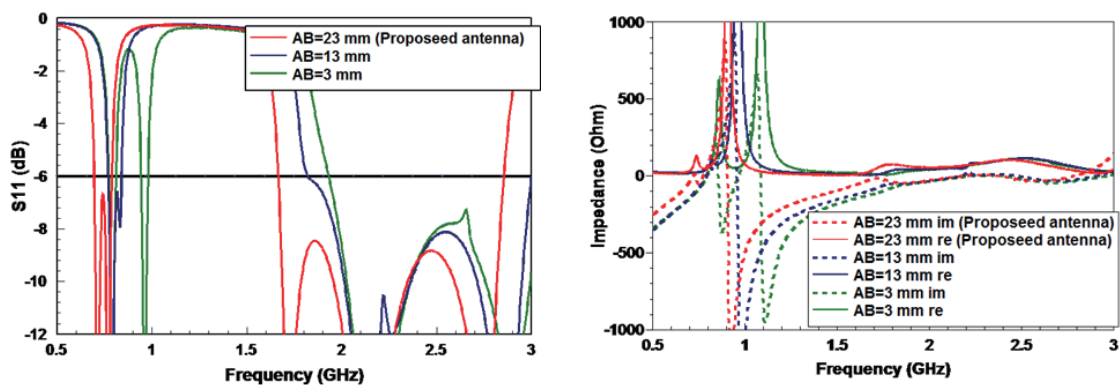 S11 (dB)
0
-2
-4
-6
-8
-10
-12
AB=23 mm (Proposeed antenna)
AB=13 mm
AB=3 mm
0.5 1 1.5 2 2.5 3
Frequency (GHz)
Impedance (Ohm)
1000
500
0
-500
-1000
AB=23 mm im (Proposeed antenna)
AB=23 mm re (Proposeed antenna)
AB=13 mm im
AB=13 mm re
AB=3 mm im
AB=3 mm re
0.5 1 1.5 2 2.5 3
Frequency (GHz)